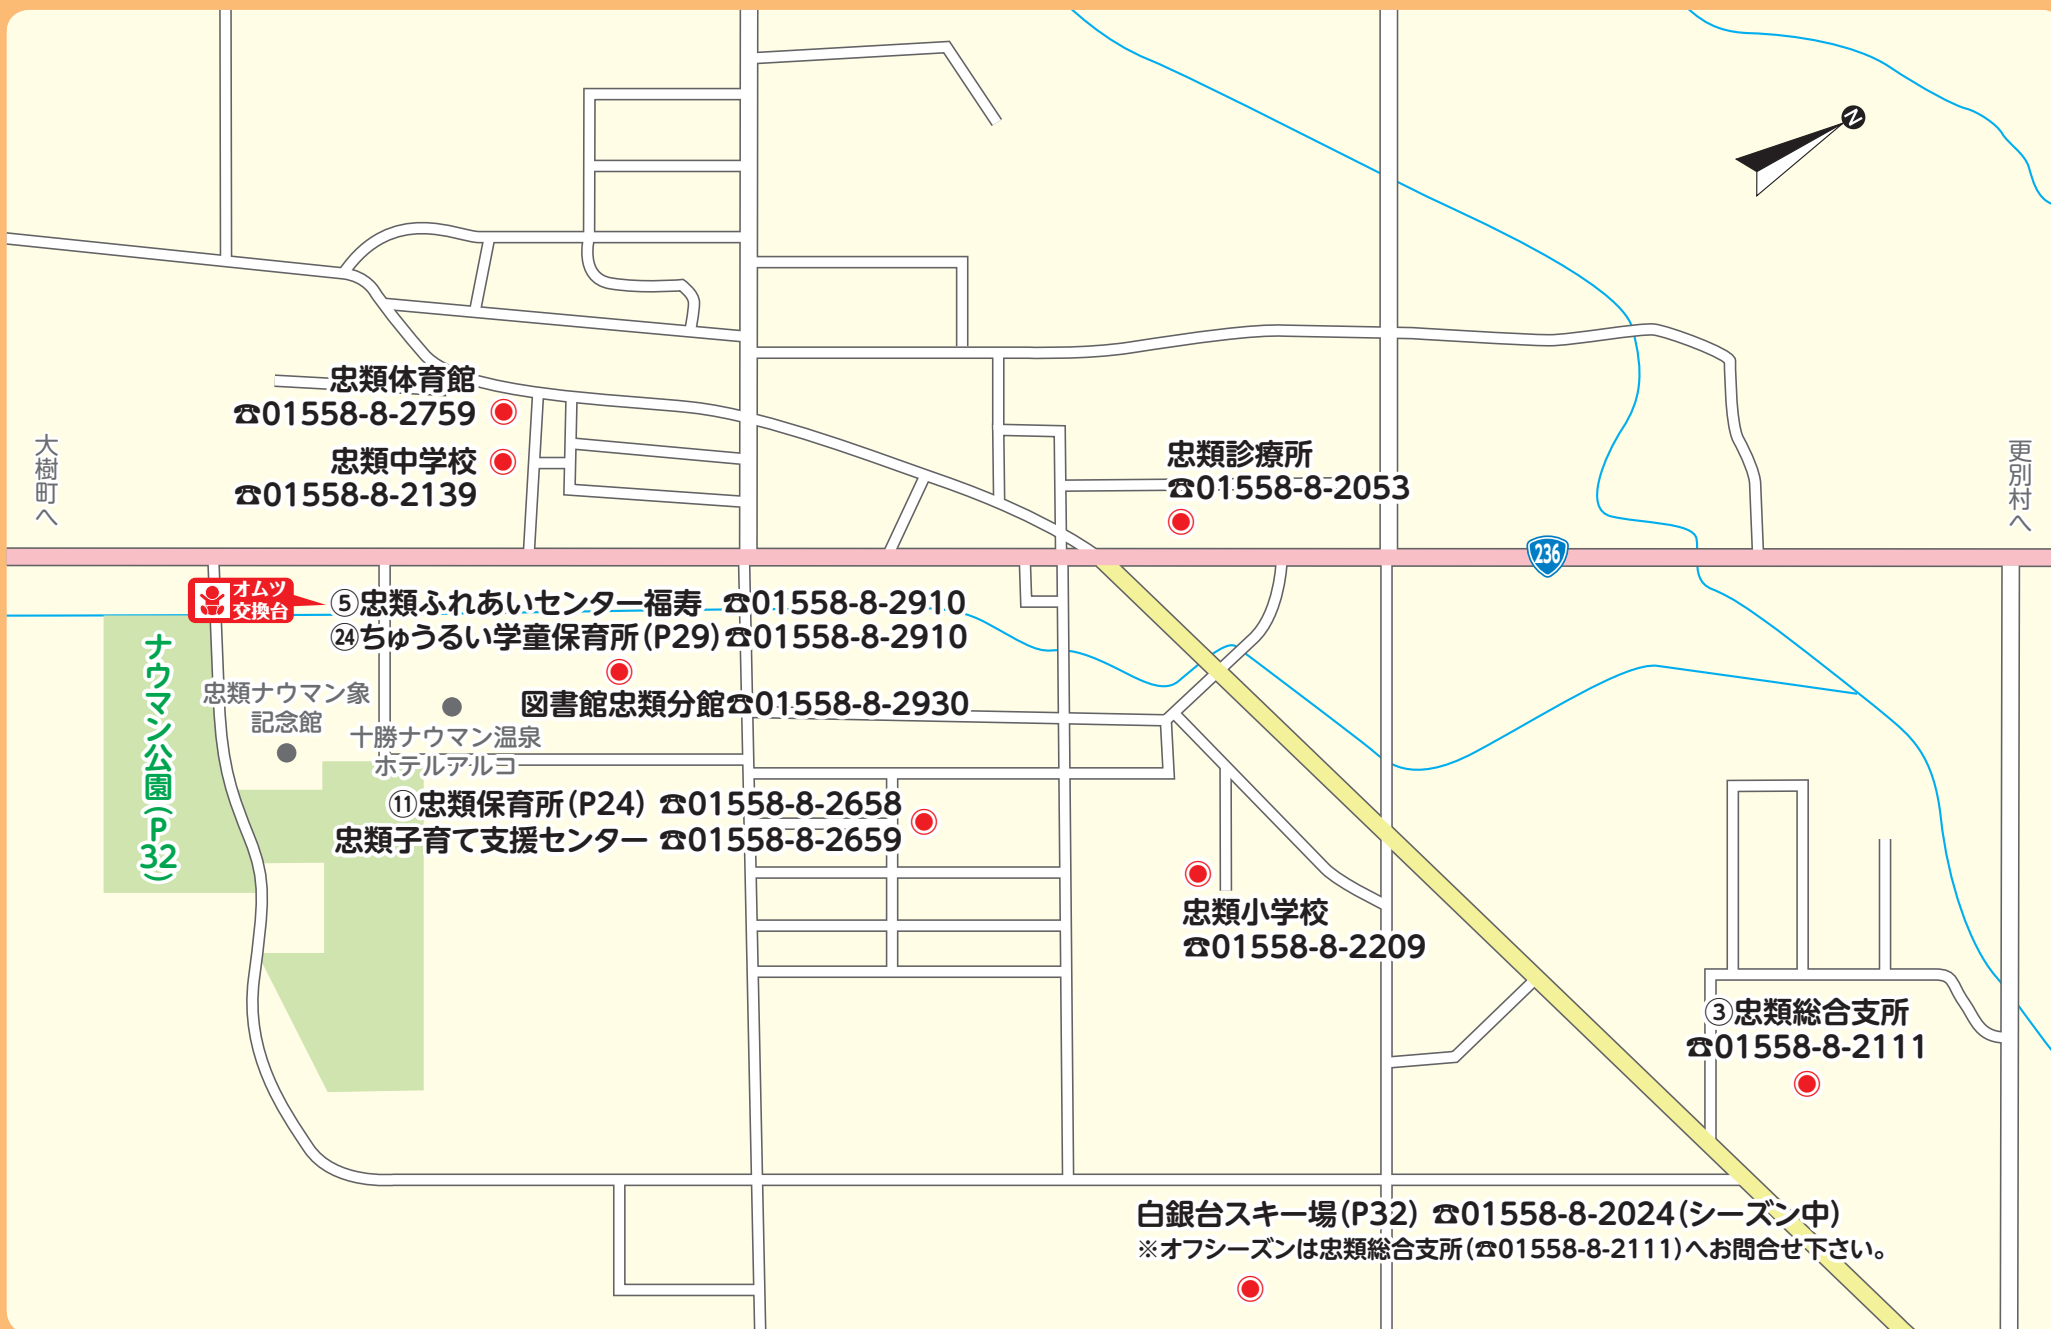 N
忠類体育館
☎01558-8-2759
忠類中学校
☎01558-8-2139
大樹町へ
忠類診療所
☎01558-8-2053
更別村へ
236
オムツ
交換台
⑤忠類ふれあいセンター福寿 ☎01558-8-2910
㉔ちゅうるい学童保育所(P29)☎01558-8-2910
図書館忠類分館☎01558-8-2930
ナウマン公園(P32)
忠類ナウマン象
記念館
十勝ナウマン温泉
ホテルアルコ
⑪忠類保育所(P24) ☎01558-8-2658
忠類子育て支援センター ☎01558-8-2659
忠類小学校
☎01558-8-2209
③忠類総合支所
☎01558-8-2111
白銀台スキー場(P32) ☎01558-8-2024(シーズン中)
※オフシーズンは忠類総合支所(☎01558-8-2111)へお問合せ下さい。